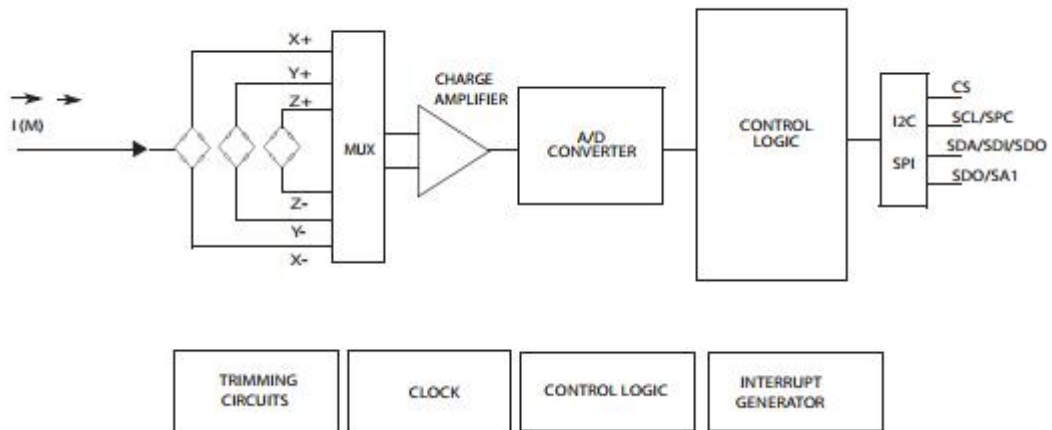 X+
Y+
Z+
I (M)
MUX
Z-
Y-
X-
CHARGE
AMPLIFIER
A/D
CONVERTER
CONTROL
LOGIC
I2C
SPI
CS
SCL/SPC
SDA/SDI/SDO
SDO/SA1
TRIMMING
CIRCUITS
CLOCK
CONTROL LOGIC
INTERRUPT
GENERATOR